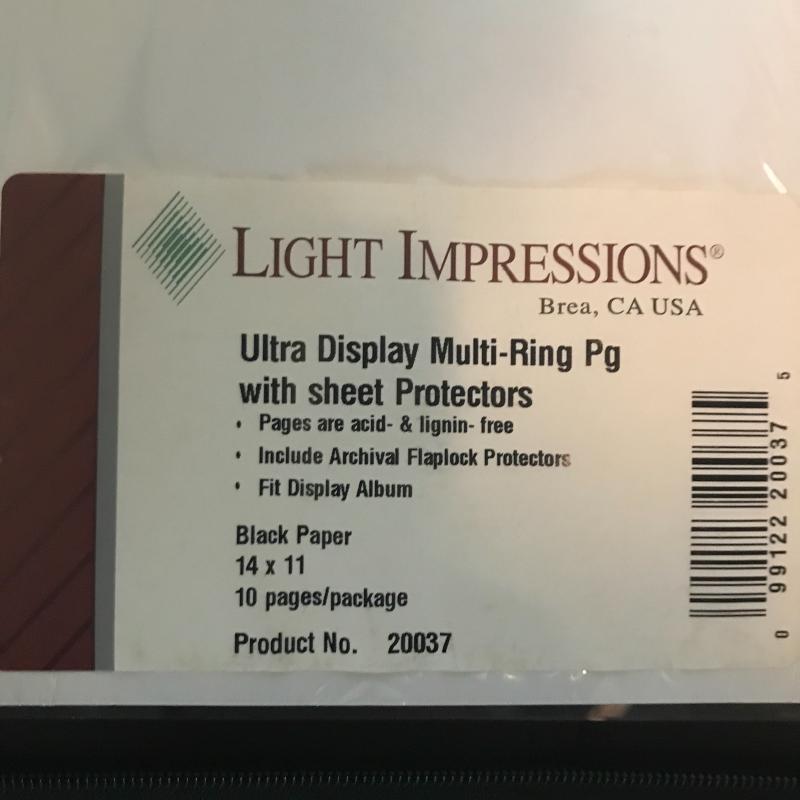 LIGHT IMPRESSIONS®
Brea, CA USA
Ultra Display Multi-Ring Pg
with sheet Protectors
• Pages are acid- & lignin- free
• Include Archival Flaplock Protectors
• Fit Display Album
Black Paper
14 x 11
10 pages/package
Product No. 20037
0 99122 20037 5